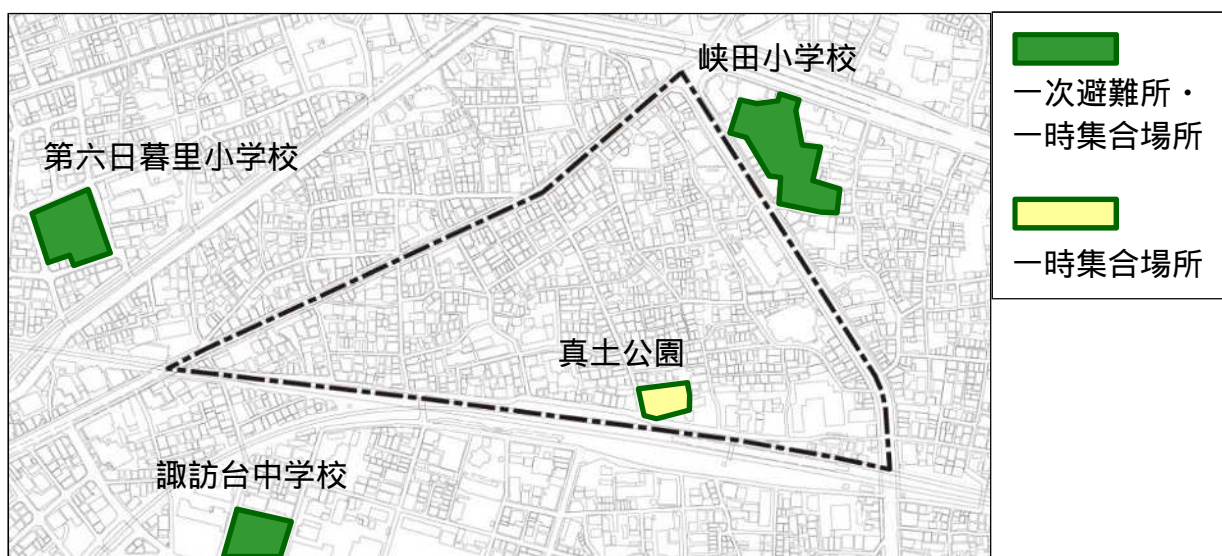 峡田小学校
第六日暮里小学校
真土公園
諏訪台中学校
一次避難所・
一時集合場所
一時集合場所